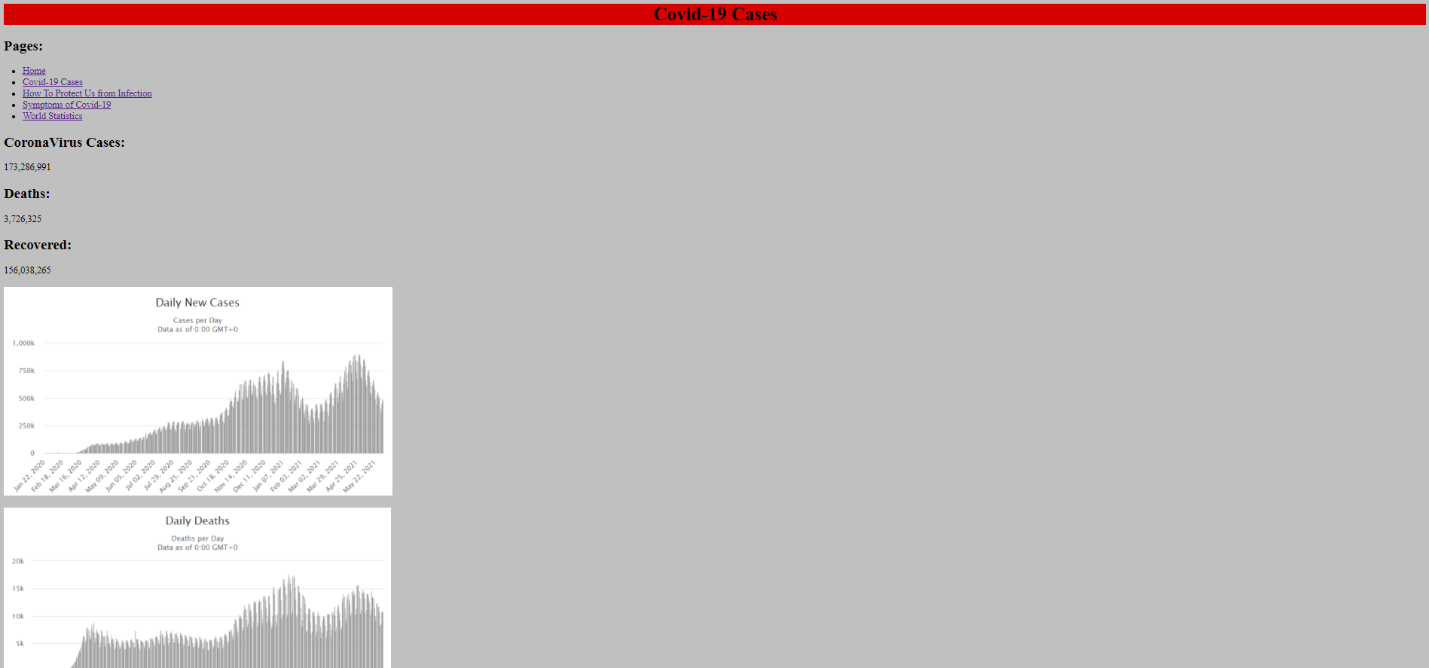 Covid-19 Cases
Pages:
Home
Covid-19 Cases
How To Protect Us from Infection
Symptoms of Covid-19
World Statistics
CoronaVirus Cases:
173,286,991
Deaths:
3,726,325
Recovered:
156,038,265
Daily New Cases
Cases per Day
Data as of 0:00 GMT+0
1,000k
750k
500k
250k
0
Jan 22, 2020
Feb 18, 2020
Mar 16, 2020
Apr 12, 2020
May 09, 2020
Jun 05, 2020
Jul 02, 2020
Jul 29, 2020
Aug 25, 2020
Sep 21, 2020
Oct 18, 2020
Nov 14, 2020
Dec 11, 2020
Jan 07, 2021
Feb 03, 2021
Mar 02, 2021
Mar 29, 2021
Apr 25, 2021
May 22, 2021
Daily Deaths
Deaths per Day
Data as of 0:00 GMT+0
20k
15k
10k
5k